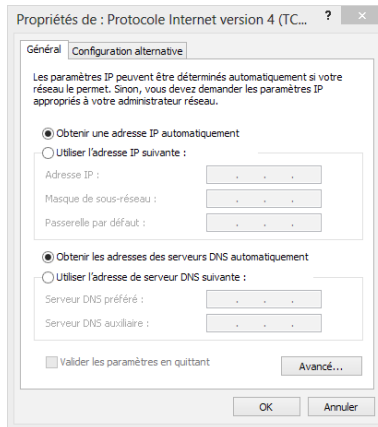 Propriétés de : Protocole Internet version 4 (TC...
Général
Configuration alternative
Les paramètres IP peuvent être déterminés automatiquement si votre
réseau le permet. Sinon, vous devez demander les paramètres IP
appropriés à votre administrateur réseau.
Obtenir une adresse IP automatiquement
Utiliser l'adresse IP suivante :
Adresse IP :
Masque de sous-réseau :
Passerelle par défaut :
Obtenir les adresses des serveurs DNS automatiquement
Utiliser l'adresse de serveur DNS suivante :
Serveur DNS préféré :
Serveur DNS auxiliaire :
Valider les paramètres en quittant
Avancé...
OK
Annuler